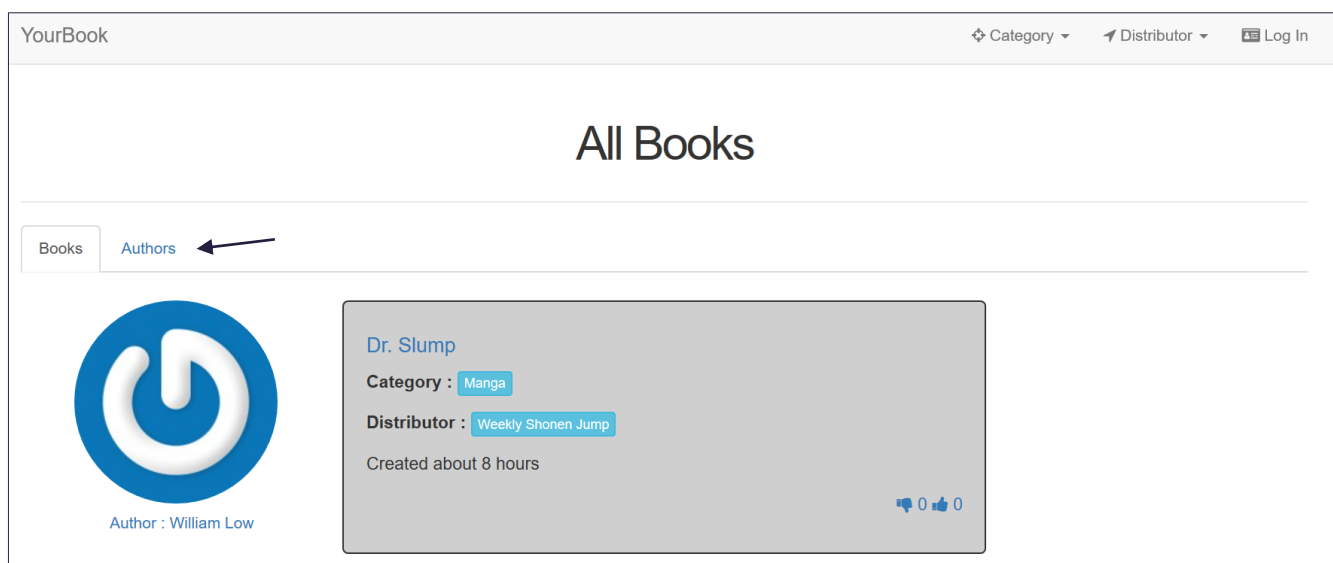 YourBook Category Distributor Log In
All Books
Books Authors
Dr. Slump
Category : Manga
Distributor : Weekly Shonen Jump
Created about 8 hours
0 0
Author : William Low